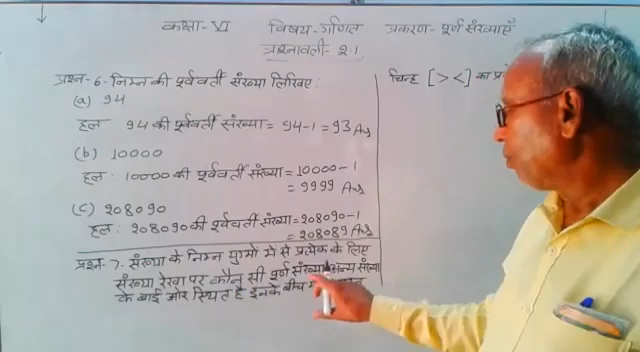 कक्षा-VI विषय-गणित प्रकरण-पूर्ण संख्याएँ
प्रश्नावली २.1
प्रश्न-6. निम्न की पूर्ववर्ती संख्या लिखिए:
(a) 94
हल 94 की पूर्ववर्ती संख्या = 94-1 = 93 Ans
(b) 10000
हल: 10000 की पूर्ववर्ती संख्या = 10000-1
= 9999 Ans
(c) 208090
हल: 208090 की पूर्ववर्ती संख्या = 208090-1
= 208089 Ans
प्रश्न-7. संख्या के निम्न युग्मो मे से प्रत्येक के लिए
संख्या रेखा पर कौन सी पूर्ण संख्या अन्य संख्या
के बाई ओर स्थित है इनके बीच
चिन्ह [> <] का